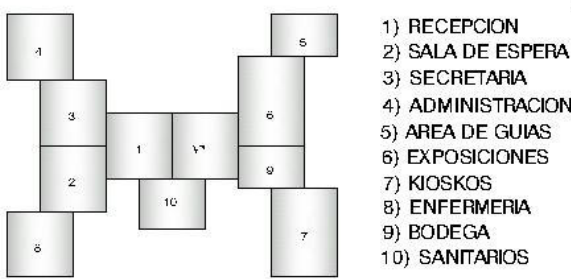 4
5
3
6
1
2
9
10
7
1) RECEPCION
2) SALA DE ESPERA
3) SECRETARIA
4) ADMINISTRACION
5) AREA DE GUIAS
6) EXPOSICIONES
7) KIOSKOS
8) ENFERMERIA
9) BODEGA
10) SANITARIOS